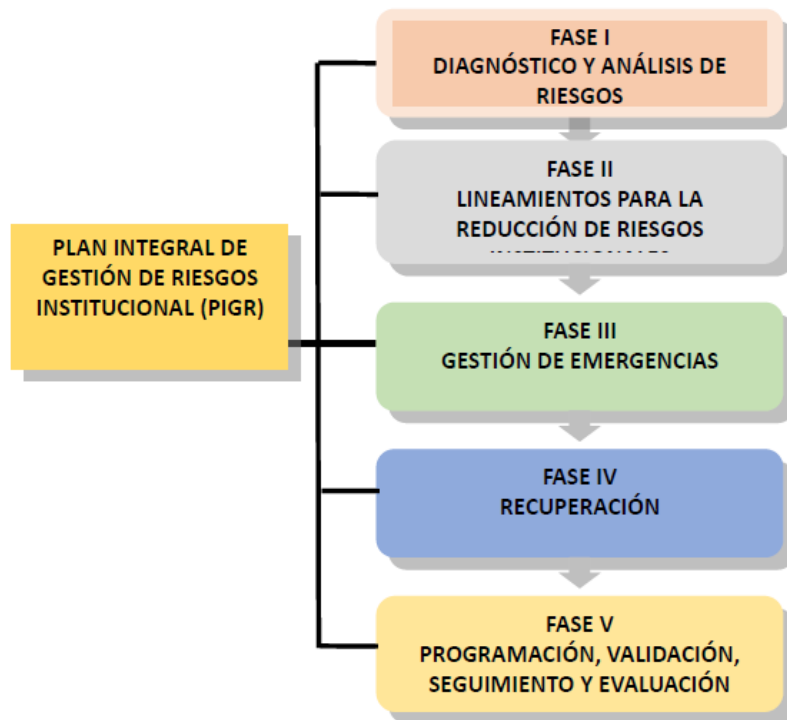 PLAN INTEGRAL DE
GESTIÓN DE RIESGOS
INSTITUCIONAL (PIGR)
FASE I
DIAGNÓSTICO Y ANÁLISIS DE
RIESGOS
FASE II
LINEAMIENTOS PARA LA
REDUCCIÓN DE RIESGOS
FASE III
GESTIÓN DE EMERGENCIAS
FASE IV
RECUPERACIÓN
FASE V
PROGRAMACIÓN, VALIDACIÓN,
SEGUIMIENTO Y EVALUACIÓN